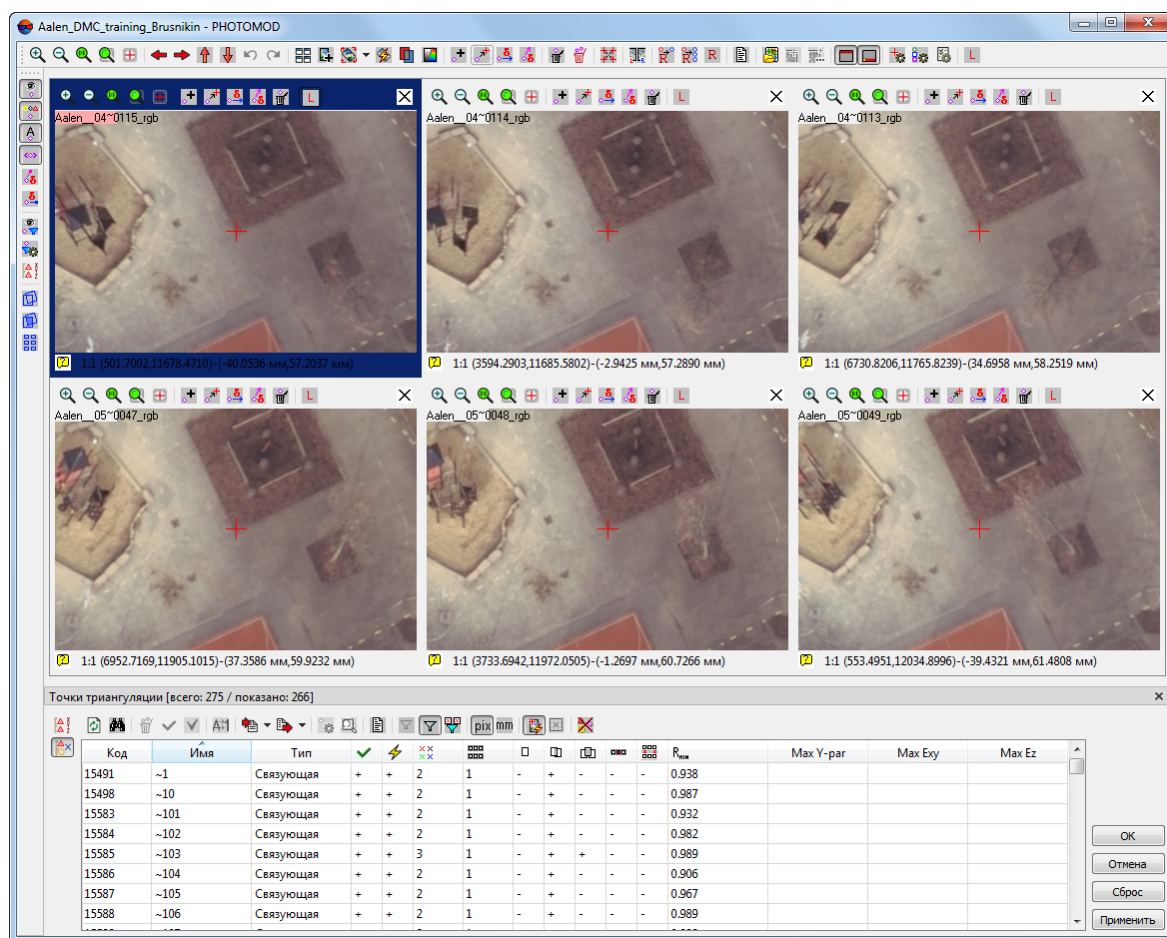 Aalen_DMC_training_Brusnikin - PHOTOMOD
R R R L
L L L
Aalen__04~0115_rgb Aalen__04~0114_rgb Aalen__04~0113_rgb
1:1 (501.7002,11678.4710)-(-40.0536 мм,57.2037 мм) 1:1 (3594.2903,11685.5802)-(-2.9425 мм,57.2890 мм) 1:1 (6730.8206,11765.8239)-(34.6958 мм,58.2519 мм)
L L L
Aalen__05~0047_rgb Aalen__05~0048_rgb Aalen__05~0049_rgb
1:1 (6952.7169,11905.1015)-(37.3586 мм,59.9232 мм) 1:1 (3733.6942,11972.0505)-(-1.2697 мм,60.7266 мм) 1:1 (553.4951,12034.8996)-(-39.4321 мм,61.4808 мм)
Точки триангуляции [всего: 275 / показано: 266]
pix mm
Код Имя Тип Rмин Max Y-par Max Exy Max Ez
15491 ~1 Связующая + + 2 1 - + - - - 0.938
15498 ~10 Связующая + + 2 1 - + - - - 0.987
15583 ~101 Связующая + + 2 1 - + - - - 0.932
15584 ~102 Связующая + + 2 1 - + - - - 0.982
15585 ~103 Связующая + + 3 1 - + + - - 0.989
15586 ~104 Связующая + + 2 1 - + - - - 0.906
15587 ~105 Связующая + + 2 1 - + - - - 0.967
15588 ~106 Связующая + + 2 1 - + - - - 0.989
OK
Отмена
Сброс
Применить